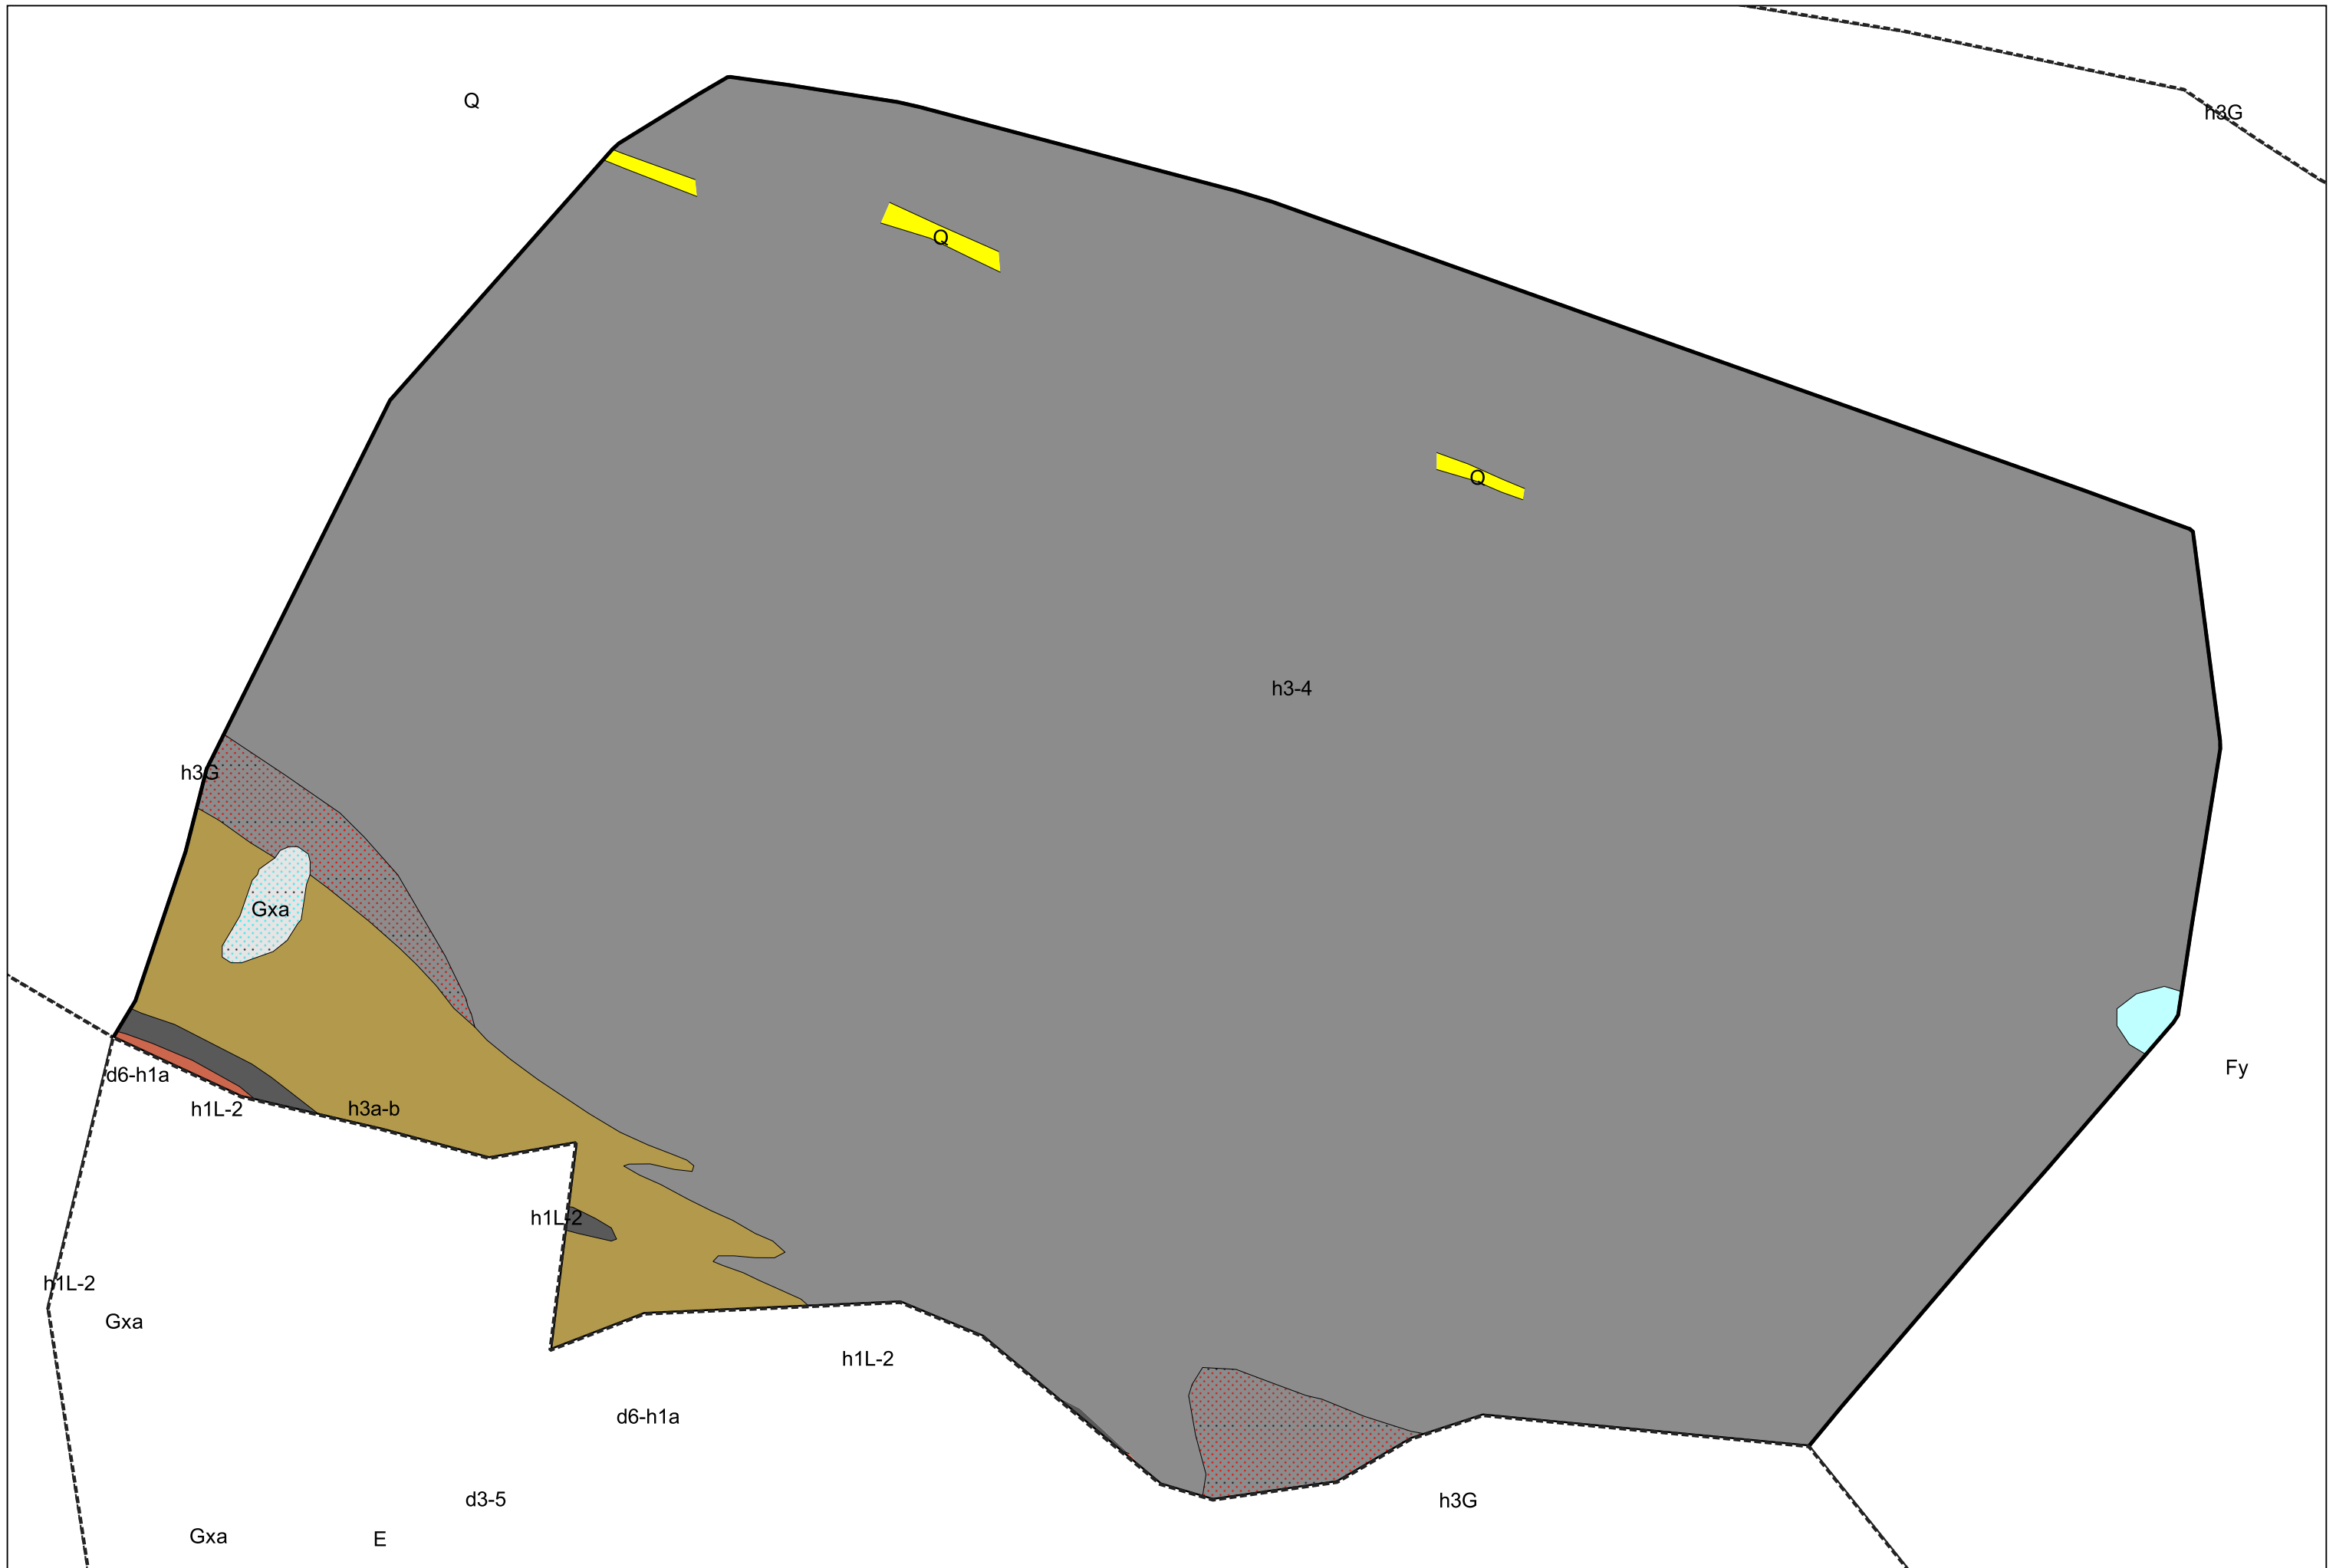 Q
h3G
Q
Q
h3-4
h3G
Gxa
Fy
d6-h1a
h1L-2
h3a-b
h1L-2
h1L-2
Gxa
h1L-2
d6-h1a
d3-5
h3G
Gxa
E